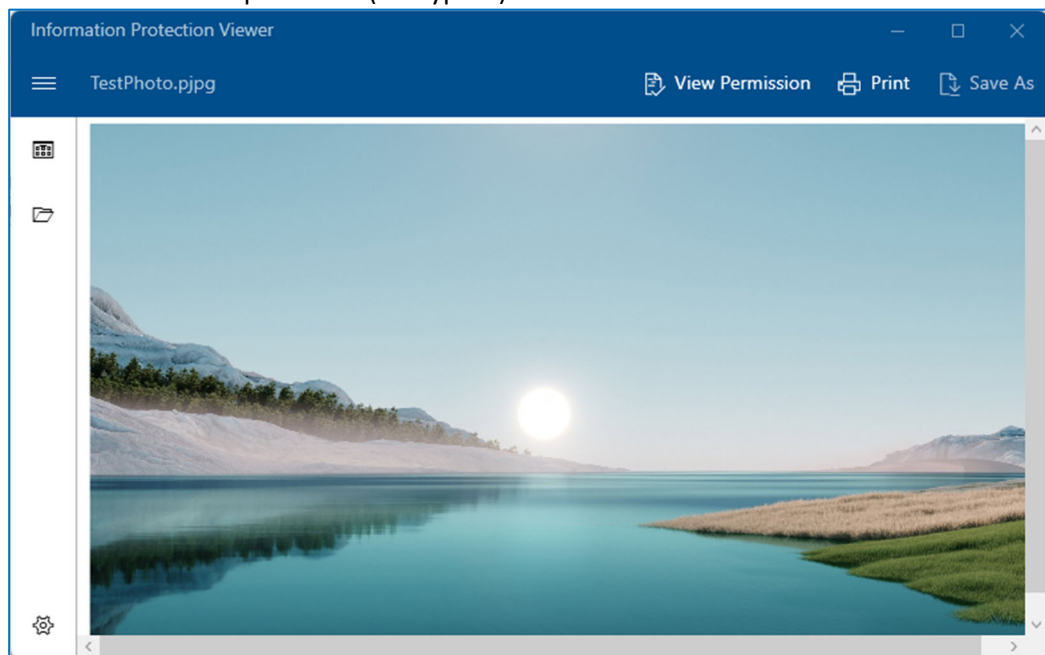 Information Protection Viewer
TestPhoto.pjpg View Permission Print Save As